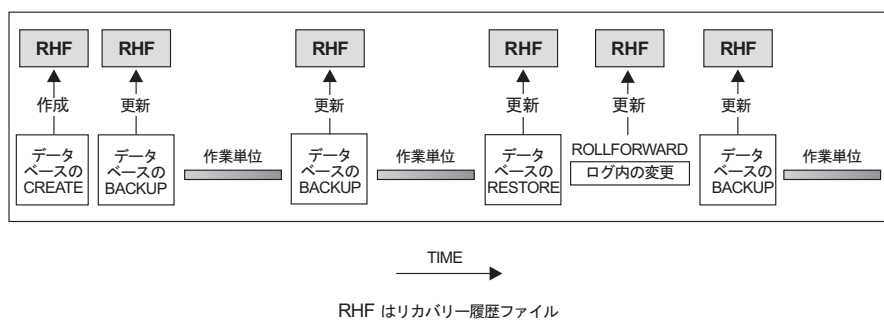 RHF RHF RHF RHF RHF RHF
作成 更新 更新 更新 更新 更新
データ
ベースの
CREATE
データ
ベースの
BACKUP
作業単位
データ
ベースの
BACKUP
作業単位
データ
ベースの
RESTORE
ROLLFORWARD
ログ内の変更
データ
ベースの
BACKUP
作業単位
TIME
RHF はリカバリー履歴ファイル